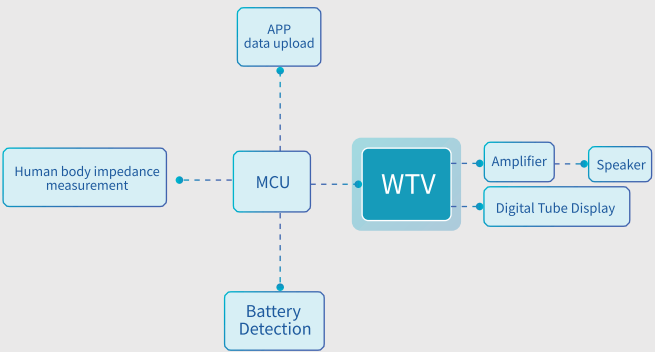 APP
data upload
Human body impedance
measurement
MCU
WTV
Amplifier
Speaker
Digital Tube Display
Battery
Detection